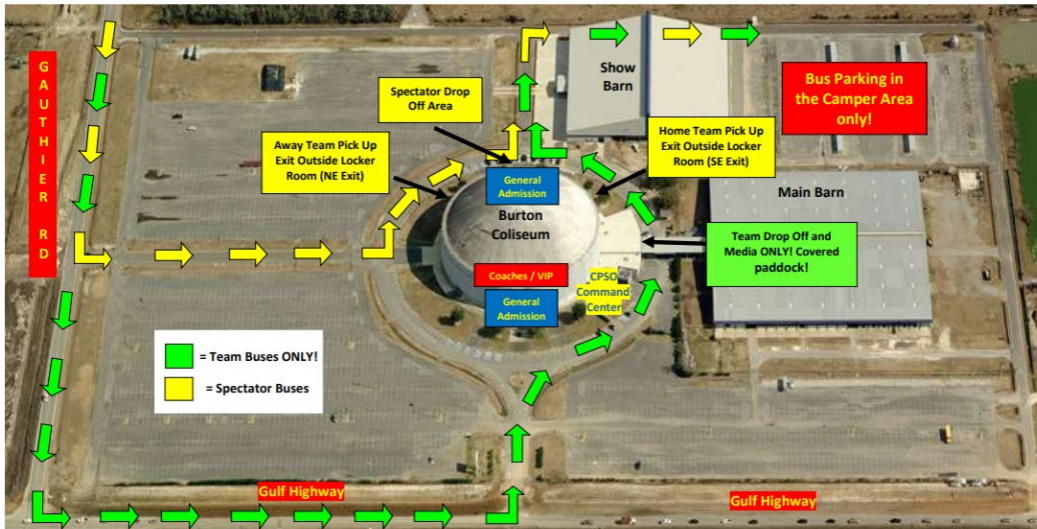 GAUTHIER RD
Spectator Drop
Off Area
Away Team Pick Up
Exit Outside Locker
Room (NE Exit)
Show
Barn
Home Team Pick Up
Exit Outside Locker
Room (SE Exit)
Bus Parking in
the Camper Area
only!
General
Admission
Burton
Coliseum
Main Barn
Team Drop Off and
Media ONLY! Covered
paddock!
Coaches / VIP
General
Admission
CPSO
Command
Center
= Team Buses ONLY!
= Spectator Buses
Gulf Highway
Gulf Highway